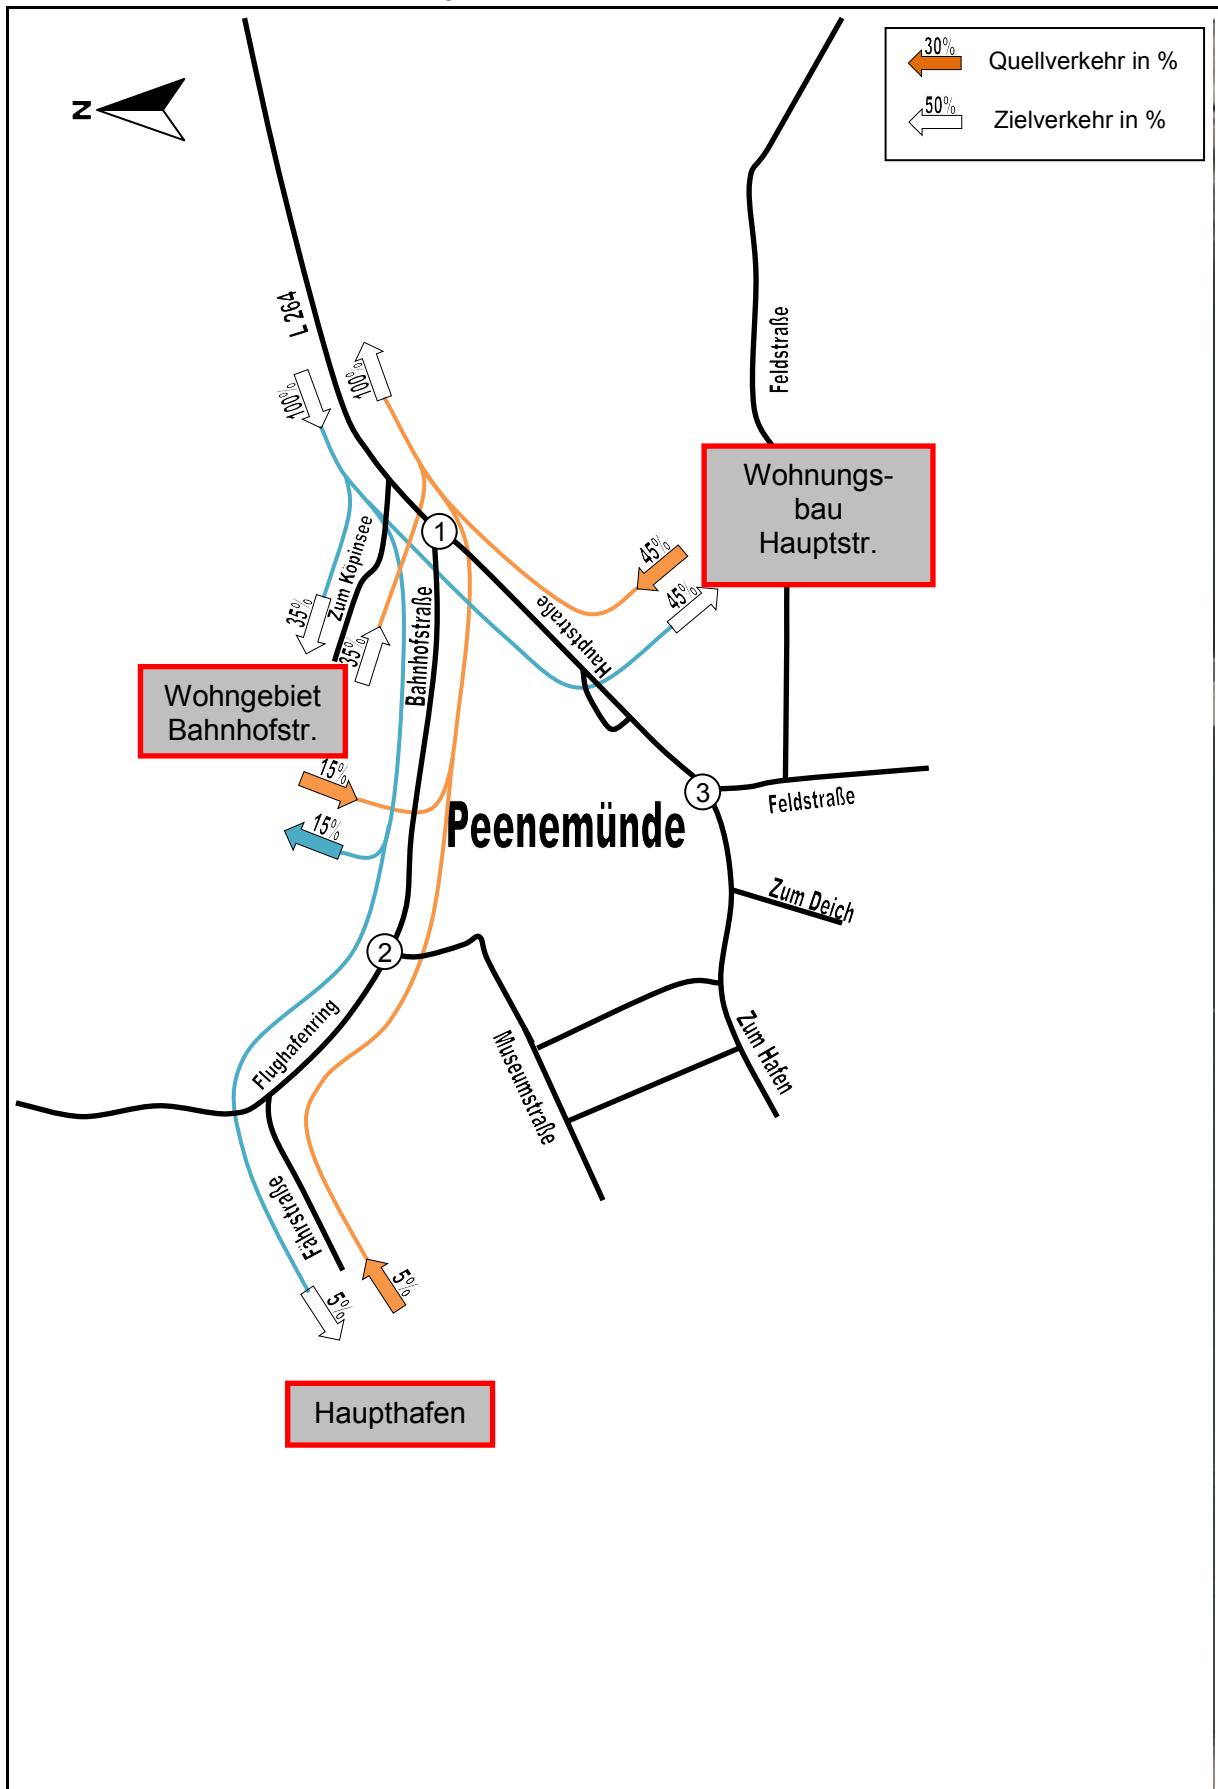 30%
Quellverkehr in %
50%
Zielverkehr in %
N
L 264
100%
100%
Feldstraße
Wohnungs-
bau
Hauptstr.
1
45%
45%
Zum Köpinsee
35%
35%
Bahnhofstraße
Hauptstraße
Wohngebiet
Bahnhofstr.
15%
15%
Peenemünde
3
Feldstraße
Zum Deich
2
Flughafenring
Museumstraße
Zum Hafen
Fährstraße
5%
5%
Haupthafen